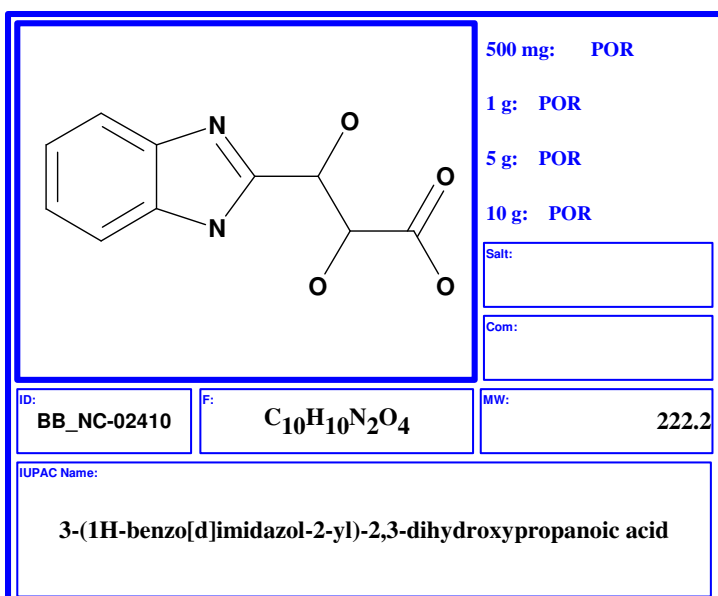 500 mg: POR
1 g: POR
5 g: POR
10 g: POR
N
O
O
N
O
O
Salt:
Com:
ID:
BB_NC-02410
F:
C10H10N2O4
MW:
222.2
IUPAC Name:
3-(1H-benzo[d]imidazol-2-yl)-2,3-dihydroxypropanoic acid